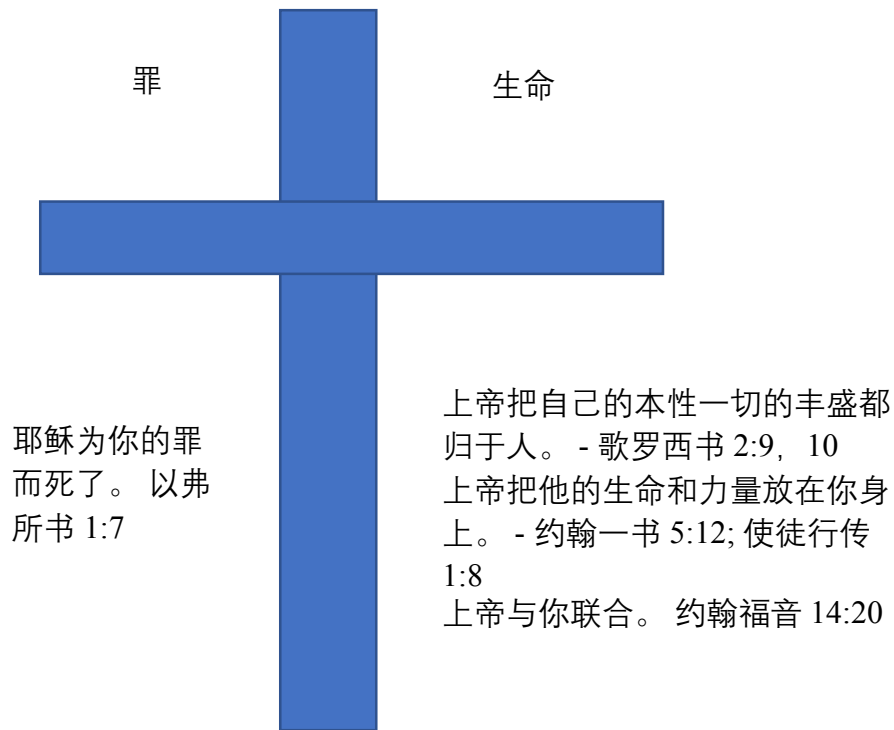 罪
生命
耶稣为你的罪
而死了。 以弗
所书 1:7
上帝把自己的本性一切的丰盛都
归于人。 - 歌罗西书 2:9，10
上帝把他的生命和力量放在你身
上。 - 约翰一书 5:12; 使徒行传
1:8
上帝与你联合。 约翰福音 14:20